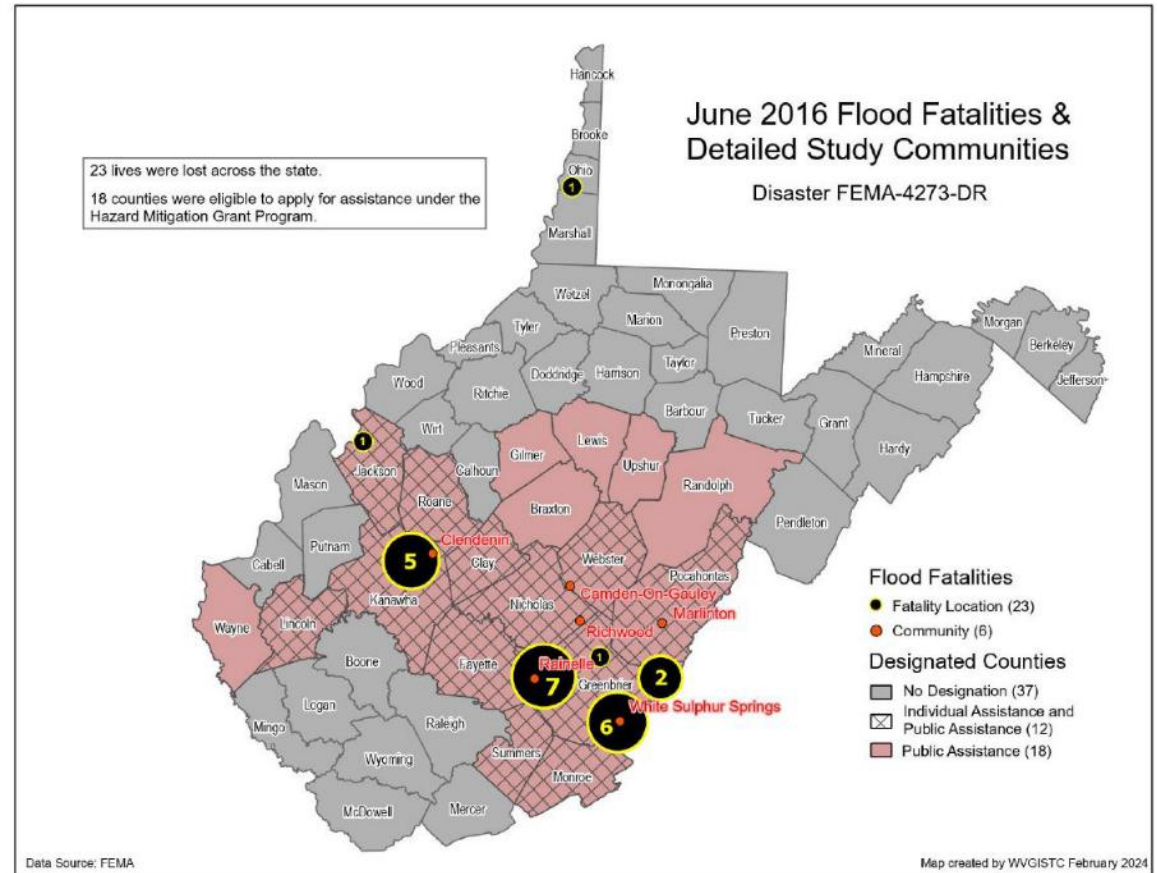 June 2016 Flood Fatalities &
Detailed Study Communities
Disaster FEMA-4273-DR
23 lives were lost across the state.
18 counties were eligible to apply for assistance under the
Hazard Mitigation Grant Program.
Hancock
Brooke
Ohio
1
Marshall
Wetzel
Monongalia
Marion
Preston
Tyler
Pleasants
Doddridge
Harrison
Taylor
Wood
Ritchie
Barbour
Tucker
Mineral
Morgan
Berkeley
Jefferson
Hampshire
Grant
Hardy
Pendleton
Wirt
1
Jackson
Calhoun
Gilmer
Lewis
Upshur
Randolph
Mason
Roane
Braxton
Putnam
Clendenin
5
Cabell
Clay
Webster
Pocahontas
Kanawha
Camden-On-Gauley
Nicholas
Marlinton
Wayne
Lincoln
Richwood
Boone
Fayette
Rainelle
7
1
Greenbrier
2
Logan
Mingo
Raleigh
White Sulphur Springs
6
Wyoming
Summers
Monroe
McDowell
Mercer
Flood Fatalities
Fatality Location (23)
Community (6)
Designated Counties
No Designation (37)
Individual Assistance and
Public Assistance (12)
Public Assistance (18)
Data Source: FEMA
Map created by WVGISTC February 2024